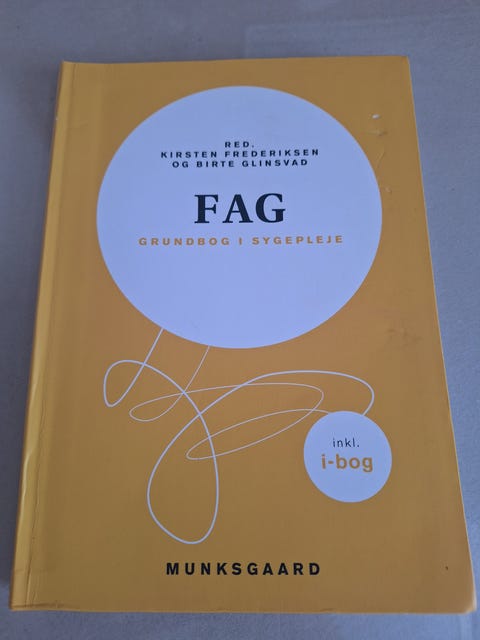 RED.
KIRSTEN FREDERIKSEN
OG BIRTE GLINSVAD
FAG
GRUNDBOG I SYGEPLEJE
inkl.
i-bog
MUNKSGAARD